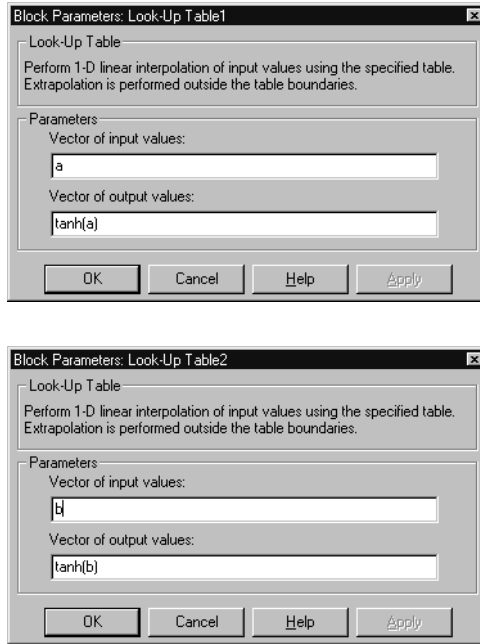 Block Parameters: Look-Up Table1
Look-Up Table
Perform 1-D linear interpolation of input values using the specified table.
Extrapolation is performed outside the table boundaries.
Parameters
Vector of input values:
a
Vector of output values:
tanh(a)
OK Cancel Help Apply
Block Parameters: Look-Up Table2
Look-Up Table
Perform 1-D linear interpolation of input values using the specified table.
Extrapolation is performed outside the table boundaries.
Parameters
Vector of input values:
b
Vector of output values:
tanh(b)
OK Cancel Help Apply